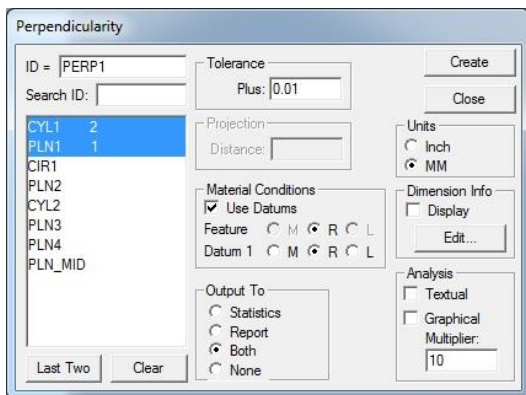 Perpendicularity
ID = PERP1
Search ID:
CYL1 2
PLN1 1
CIR1
PLN2
CYL2
PLN3
PLN4
PLN_MID
Last Two
Clear
Tolerance
Plus: 0.01
Projection
Distance:
Material Conditions
Use Datums
Feature M R L
Datum 1 M R L
Output To
Statistics
Report
Both
None
Create
Close
Units
Inch
MM
Dimension Info
Display
Edit...
Analysis
Textual
Graphical
Multiplier:
10